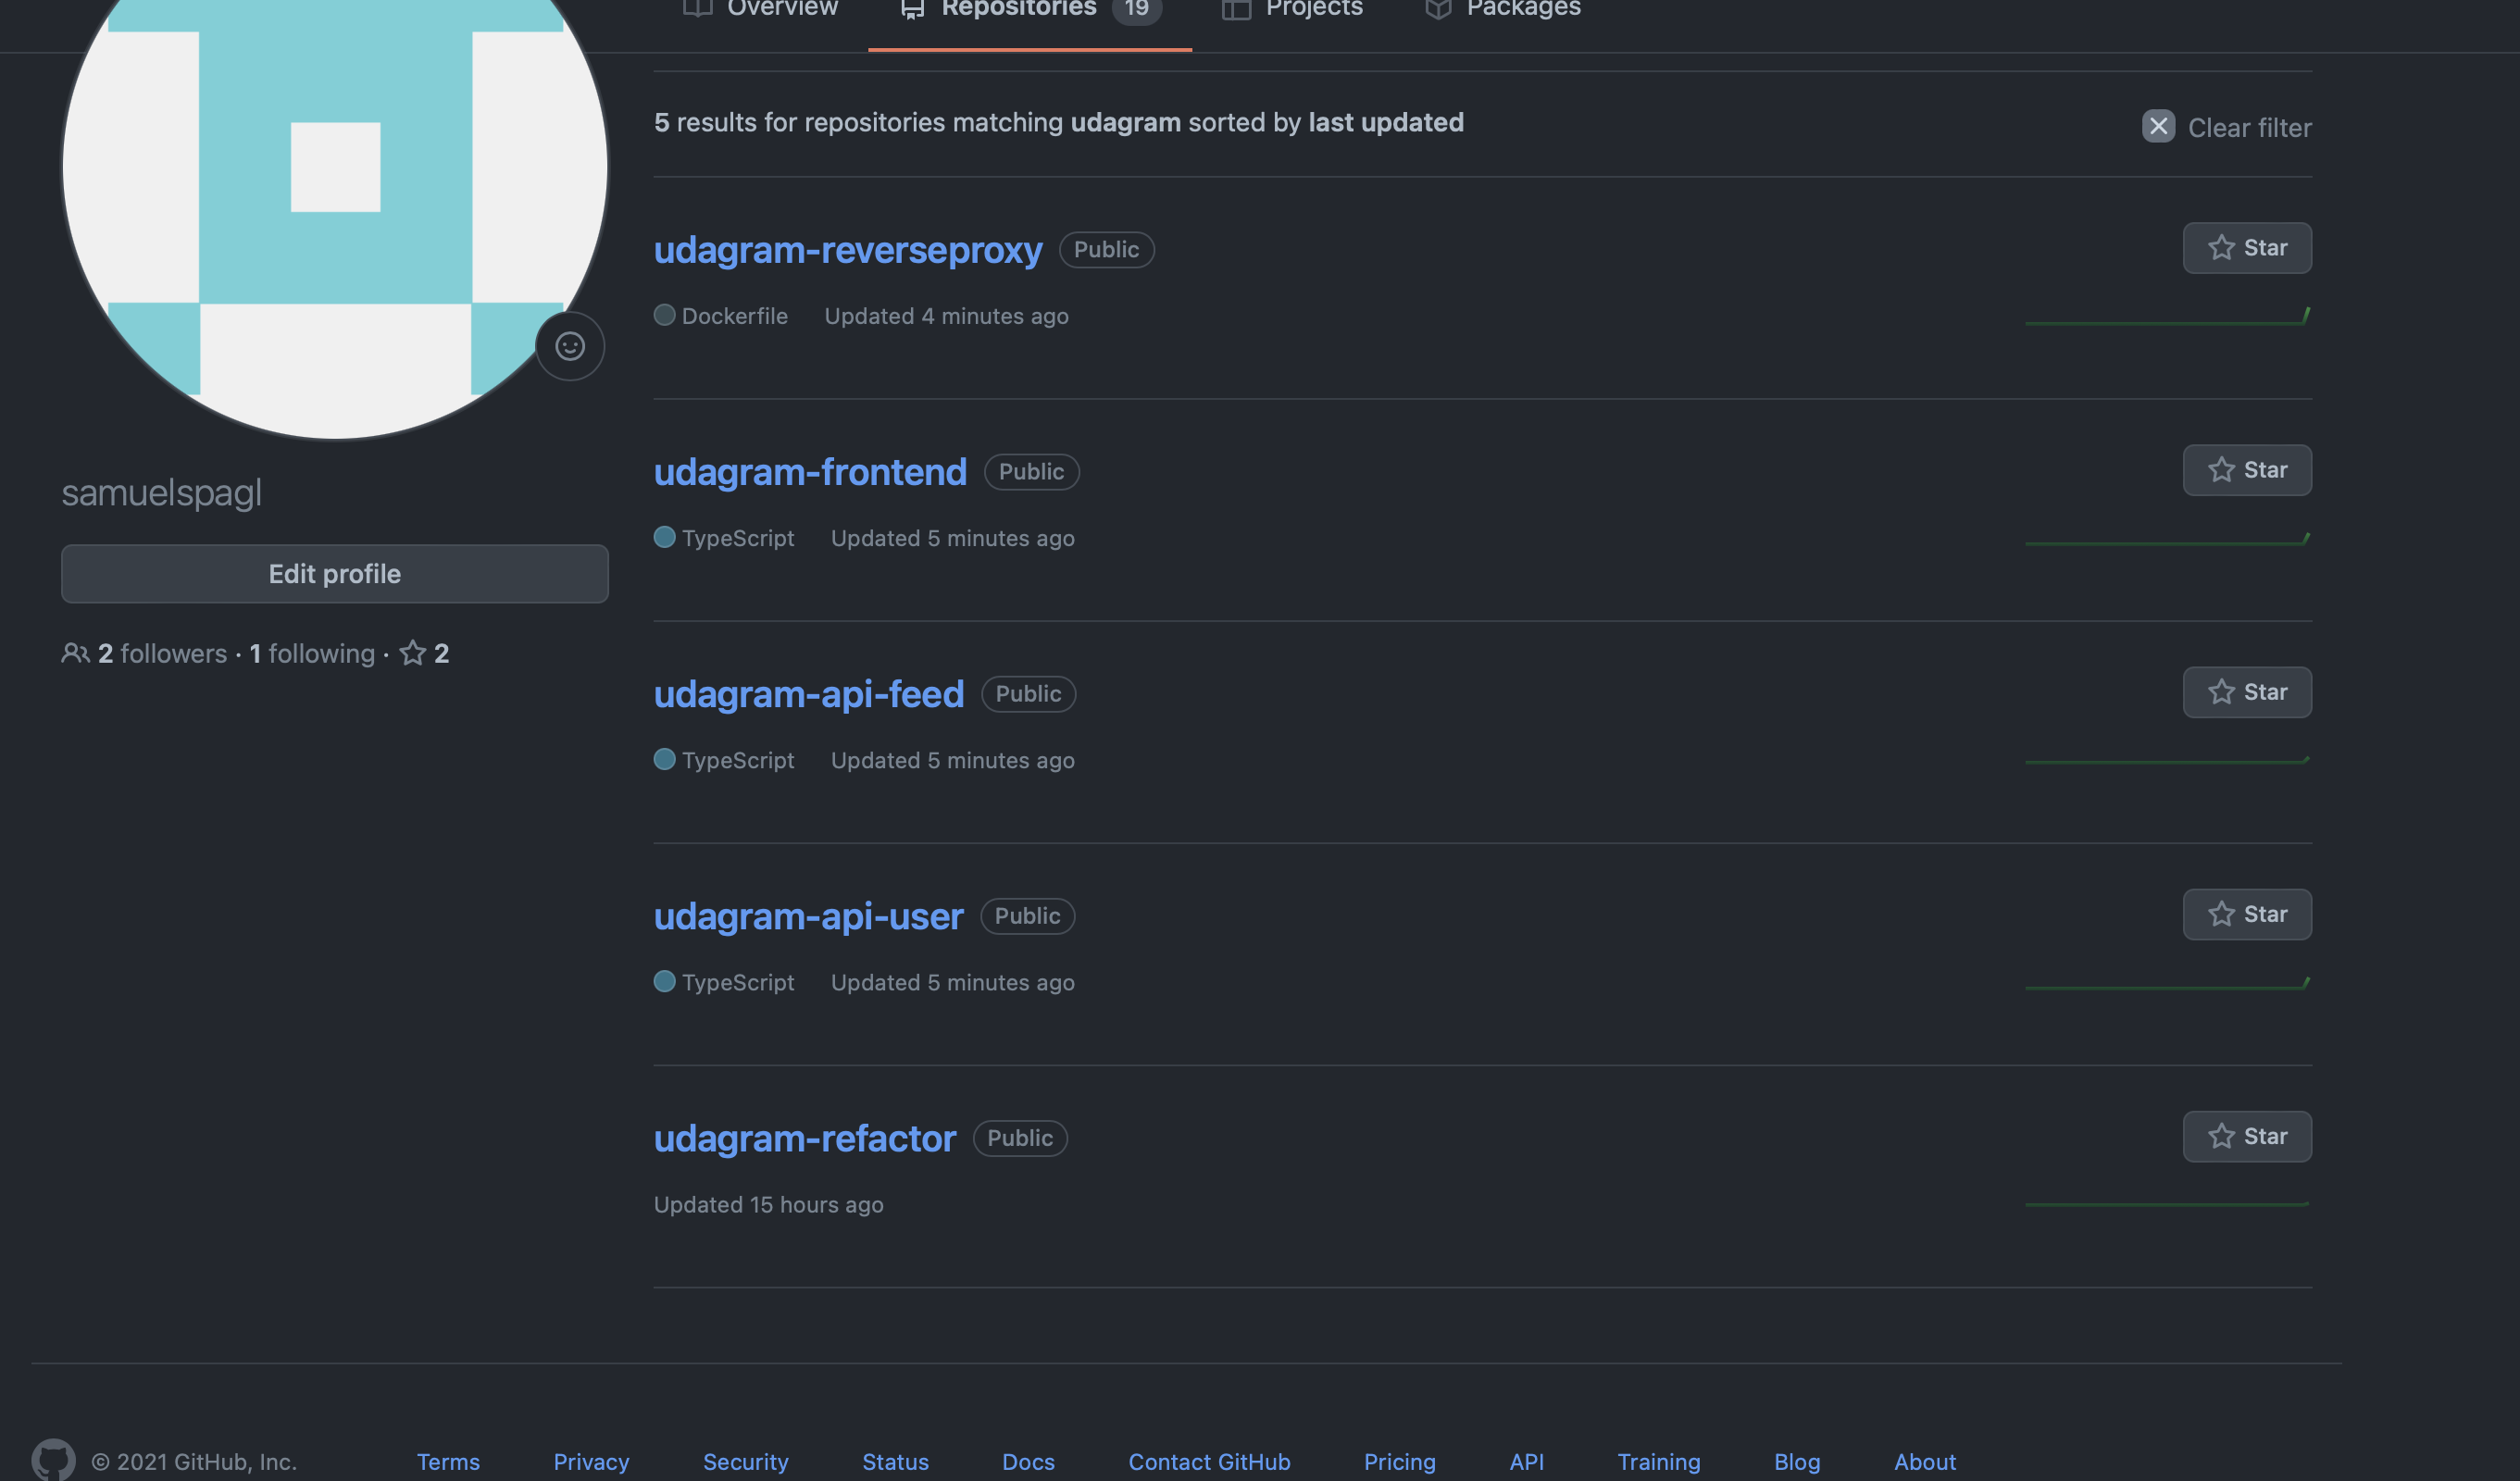 Overview Repositories 19 Projects Packages
5 results for repositories matching udagram sorted by last updated
Clear filter
udagram-reverseproxy Public
Star
Dockerfile Updated 4 minutes ago
udagram-frontend Public
Star
TypeScript Updated 5 minutes ago
samuelspagl
Edit profile
2 followers · 1 following · 2
udagram-api-feed Public
Star
TypeScript Updated 5 minutes ago
udagram-api-user Public
Star
TypeScript Updated 5 minutes ago
udagram-refactor Public
Star
Updated 15 hours ago
© 2021 GitHub, Inc. Terms Privacy Security Status Docs Contact GitHub Pricing API Training Blog About